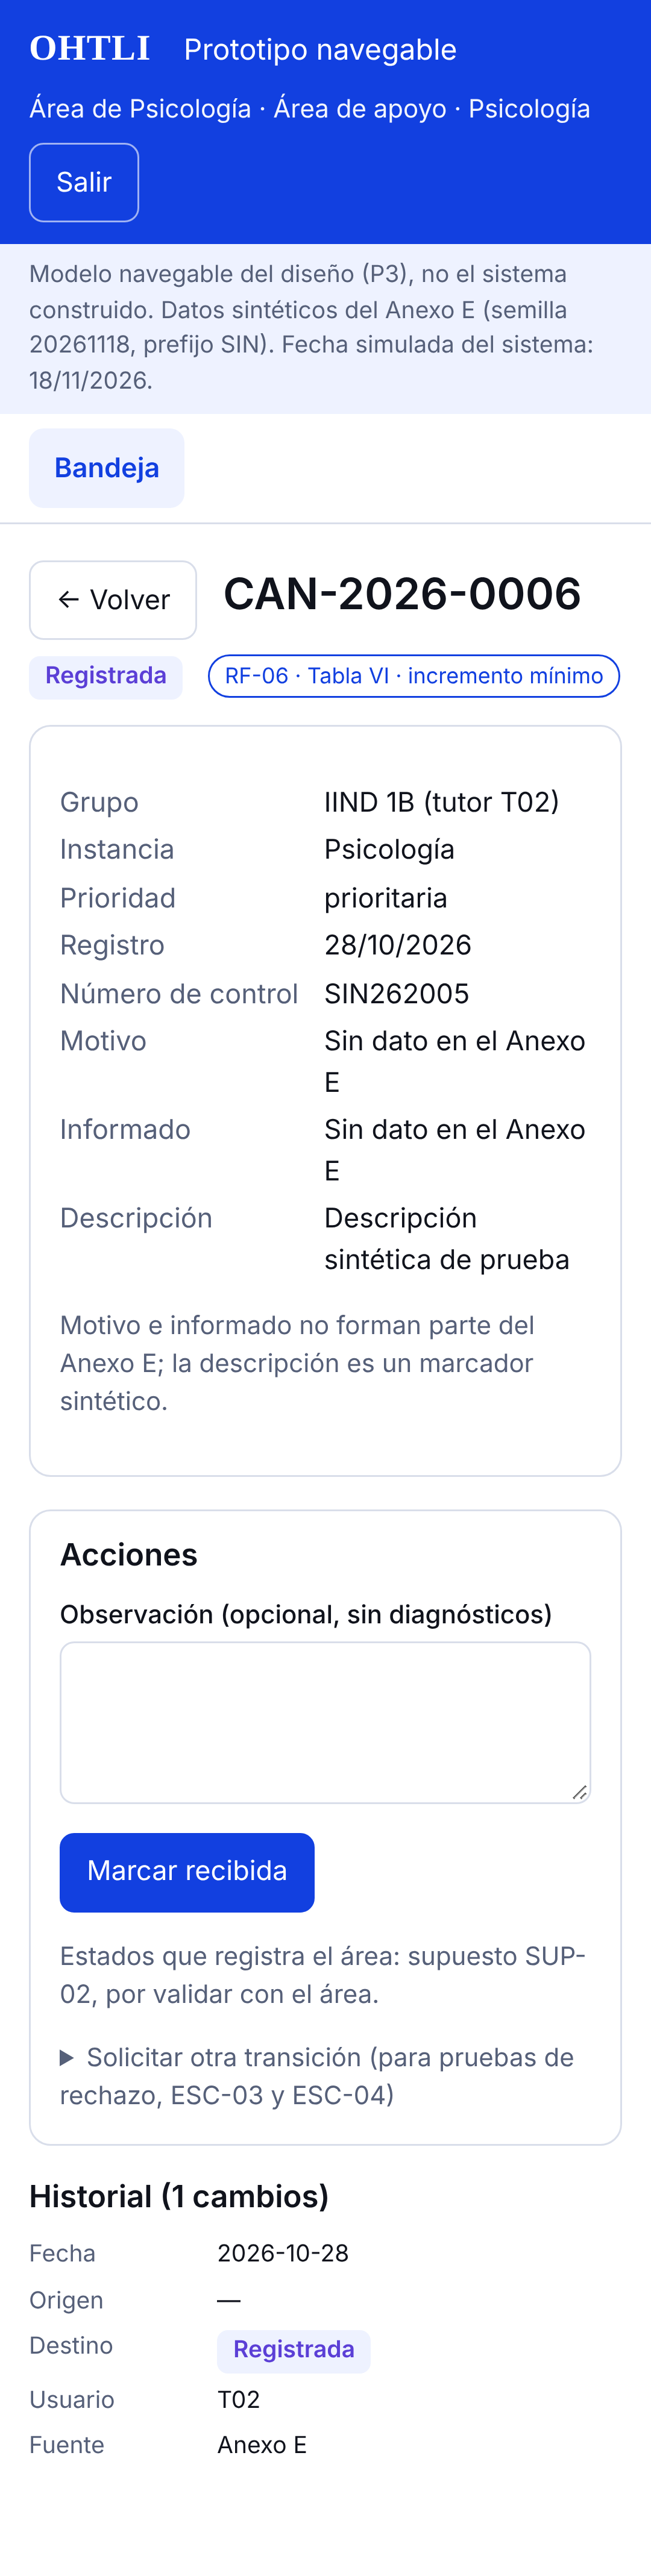 OHTLI Prototipo navegable
Área de Psicología · Área de apoyo · Psicología
Salir
Modelo navegable del diseño (P3), no el sistema
construido. Datos sintéticos del Anexo E (semilla
20261118, prefijo SIN). Fecha simulada del sistema:
18/11/2026.
Bandeja
← Volver CAN-2026-0006
Registrada RF-06 · Tabla VI · incremento mínimo
Grupo IIND 1B (tutor T02)
Instancia Psicología
Prioridad prioritaria
Registro 28/10/2026
Número de control SIN262005
Motivo Sin dato en el Anexo
E
Informado Sin dato en el Anexo
E
Descripción Descripción
sintética de prueba
Motivo e informado no forman parte del
Anexo E; la descripción es un marcador
sintético.
Acciones
Observación (opcional, sin diagnósticos)
Marcar recibida
Estados que registra el área: supuesto SUP-
02, por validar con el área.
▶ Solicitar otra transición (para pruebas de
rechazo, ESC-03 y ESC-04)
Historial (1 cambios)
Fecha 2026-10-28
Origen —
Destino Registrada
Usuario T02
Fuente Anexo E